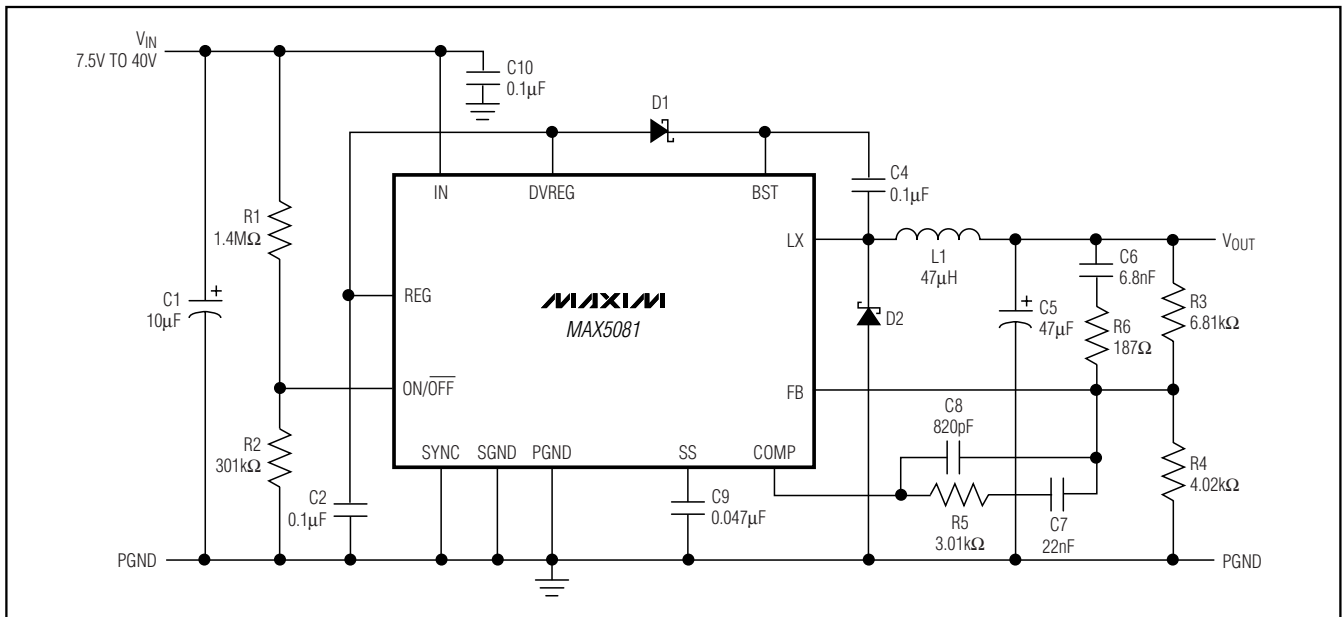 VIN
7.5V TO 40V
C10
0.1µF
D1
C4
0.1µF
IN
DVREG
BST
R1
1.4MΩ
LX
L1
47µH
VOUT
C6
6.8nF
C1
10µF
+
REG
MAXIM
MAX5081
D2
+
C5
47µF
R6
187Ω
R3
6.81kΩ
ON/OFF
FB
C8
820pF
R2
301kΩ
SYNC
SGND
PGND
SS
COMP
R4
4.02kΩ
C2
0.1µF
C9
0.047µF
R5
3.01kΩ
C7
22nF
PGND
PGND